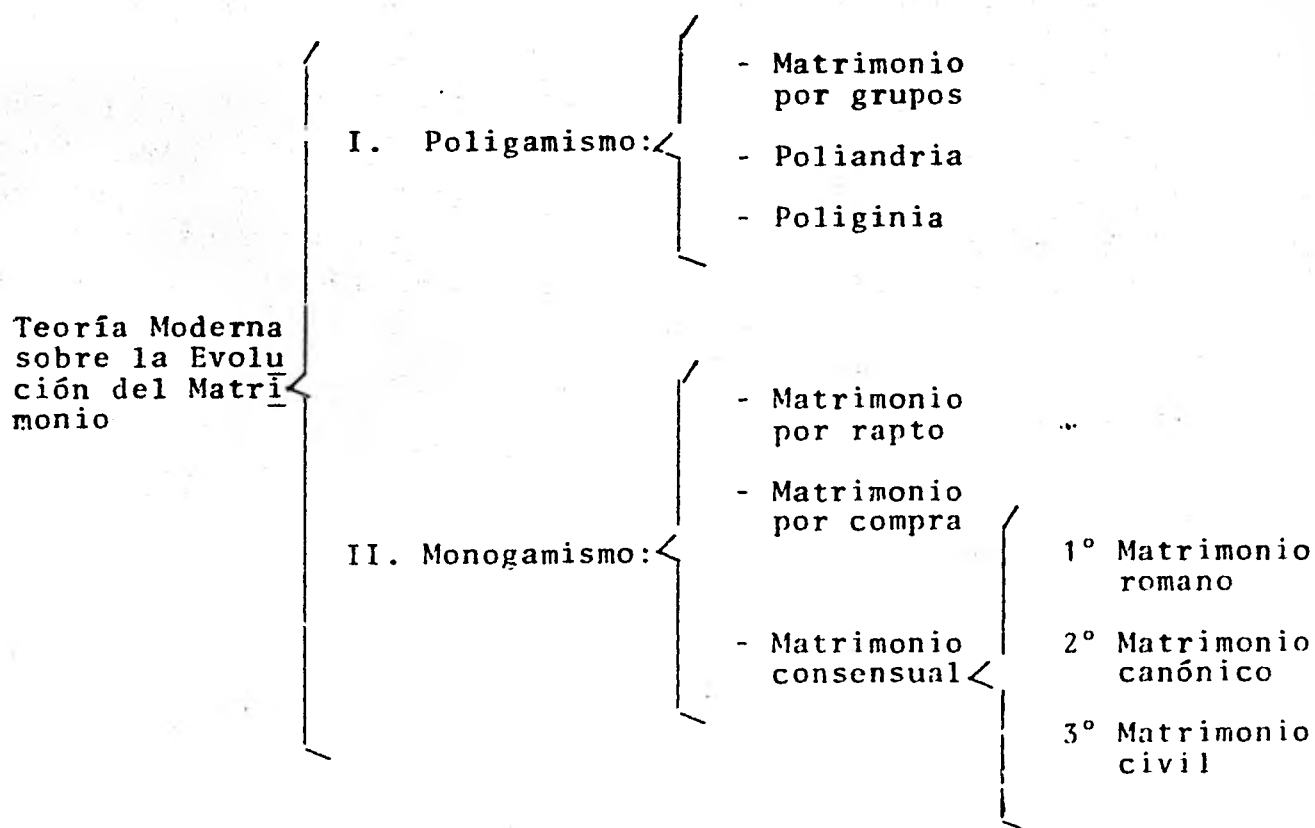 Teoría Moderna
sobre la Evolu
ción del Matri
monio
I. Poligamismo:
- Matrimonio
por grupos
- Poliandria
- Poliginia
II. Monogamismo:
- Matrimonio
por rapto
- Matrimonio
por compra
- Matrimonio
consensual
1° Matrimonio
romano
2° Matrimonio
canónico
3° Matrimonio
civil